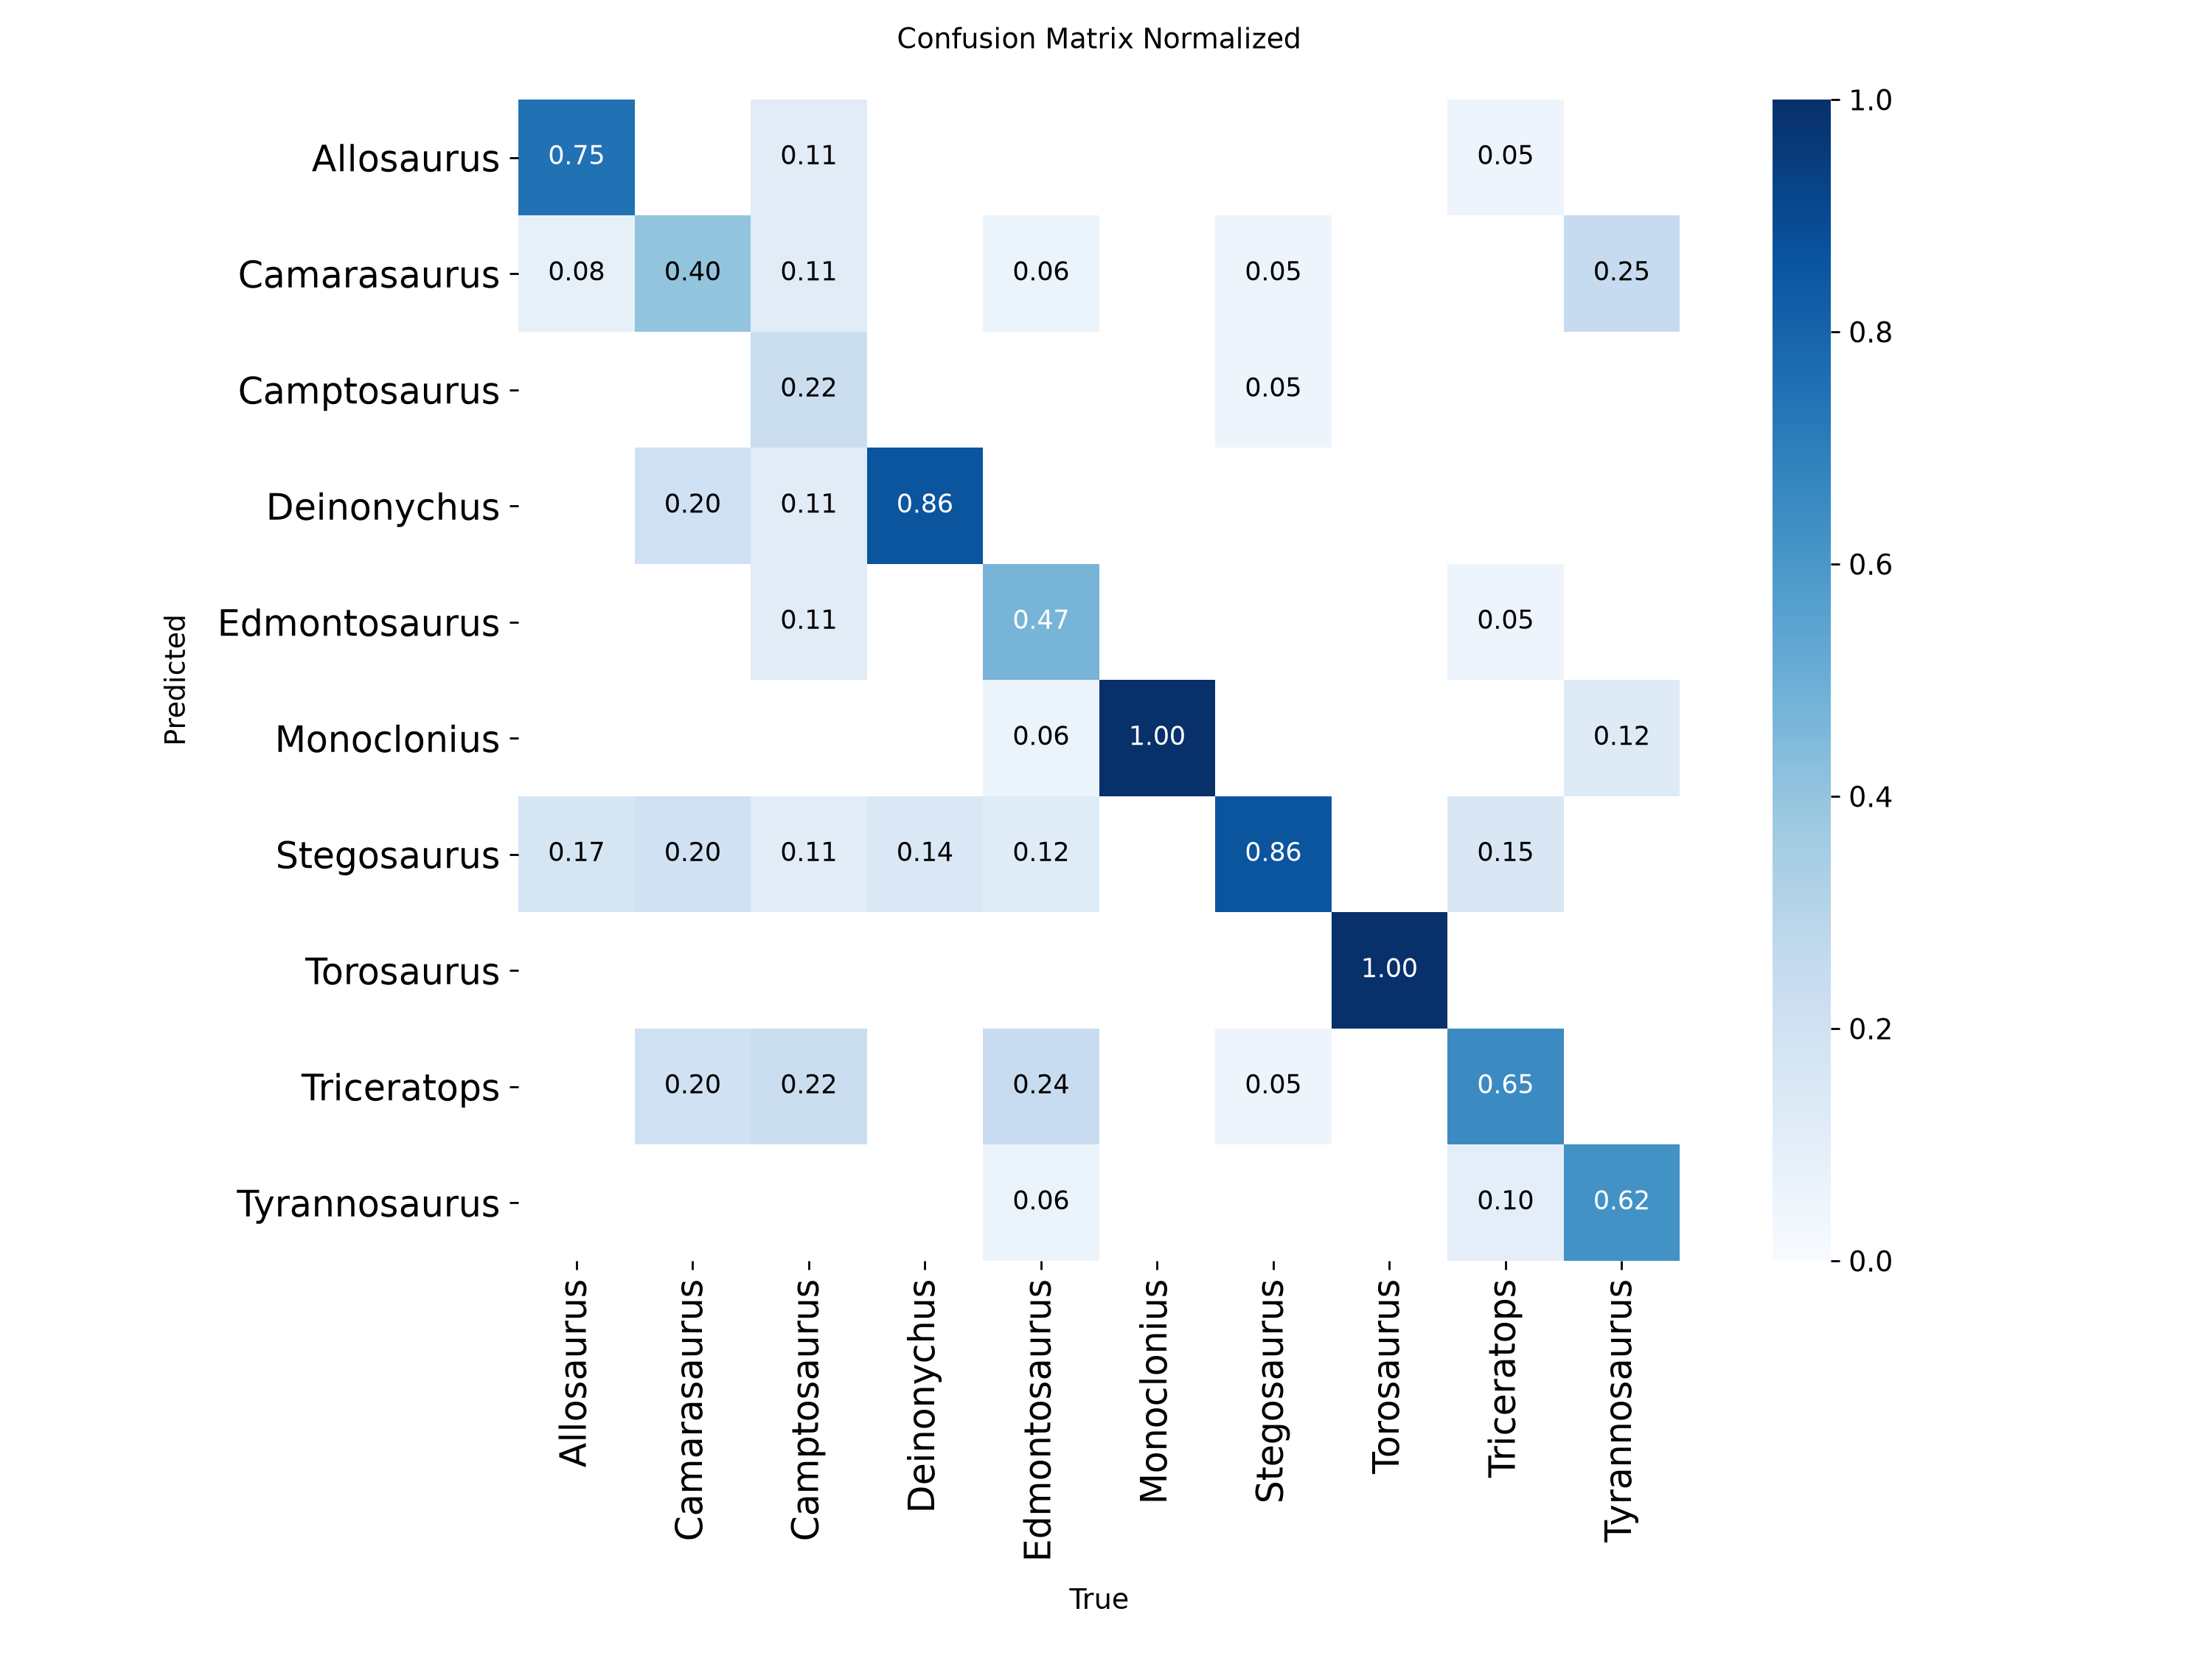 Confusion Matrix Normalized
Allosaurus 0.75 0.11 0.05
Camarasaurus 0.08 0.40 0.11 0.06 0.05 0.25
Camptosaurus 0.22 0.05
Deinonychus 0.20 0.11 0.86
Edmontosaurus 0.11 0.47 0.05
Monoclonius 0.06 1.00 0.12
Stegosaurus 0.17 0.20 0.11 0.14 0.12 0.86 0.15
Torosaurus 1.00
Triceratops 0.20 0.22 0.24 0.05 0.65
Tyrannosaurus 0.06 0.10 0.62
Predicted
Allosaurus
Camarasaurus
Camptosaurus
Deinonychus
Edmontosaurus
Monoclonius
Stegosaurus
Torosaurus
Triceratops
Tyrannosaurus
True
1.0
0.8
0.6
0.4
0.2
0.0